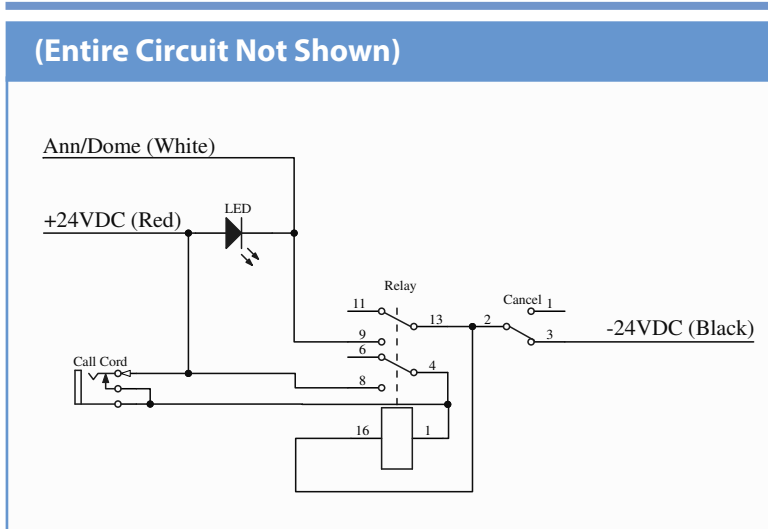 (Entire Circuit Not Shown)
Ann/Dome (White)
LED
+24VDC (Red)
Relay
11
13
Cancel 1
2
3
-24VDC (Black)
9
6
Call Cord
4
8
16
1